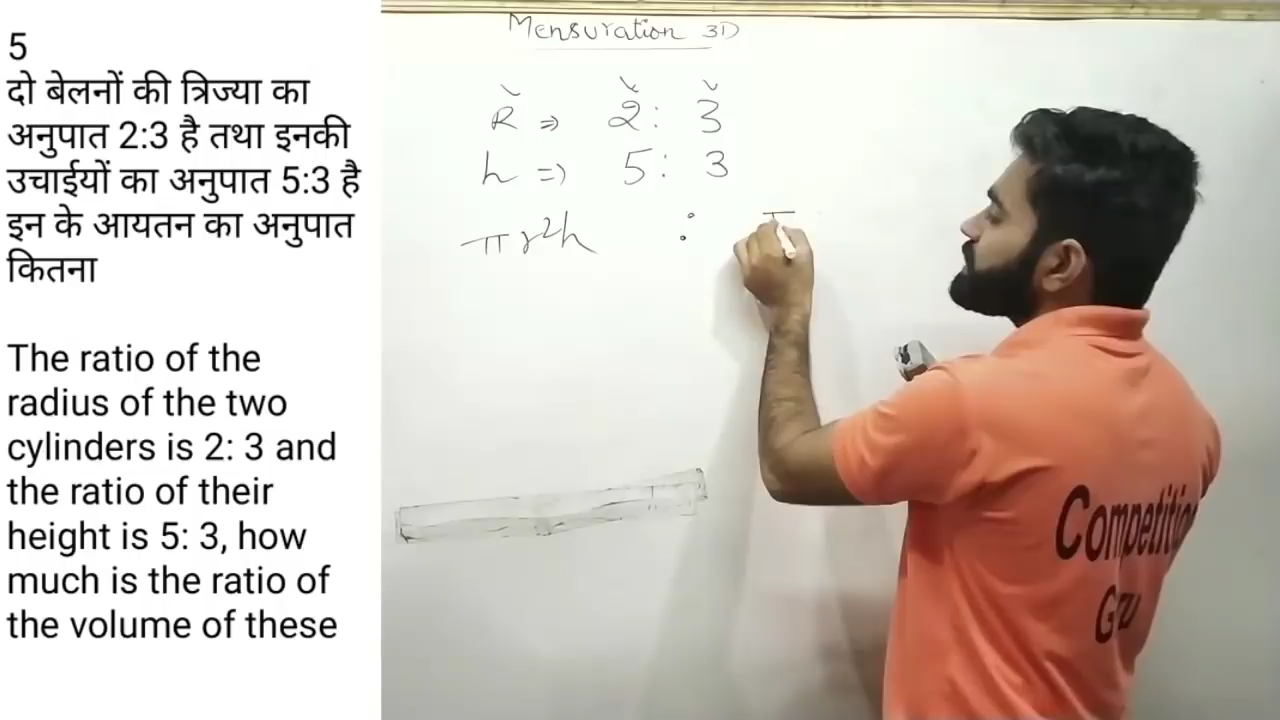 5
दो बेलनों की त्रिज्या का
अनुपात 2:3 है तथा इनकी
उचाईयों का अनुपात 5:3 है
इन के आयतन का अनुपात
कितना
The ratio of the
radius of the two
cylinders is 2: 3 and
the ratio of their
height is 5: 3, how
much is the ratio of
the volume of these
Mensuration 3D
R ⇒ 2 : 3
h ⇒ 5 : 3
πr²h :
Competition